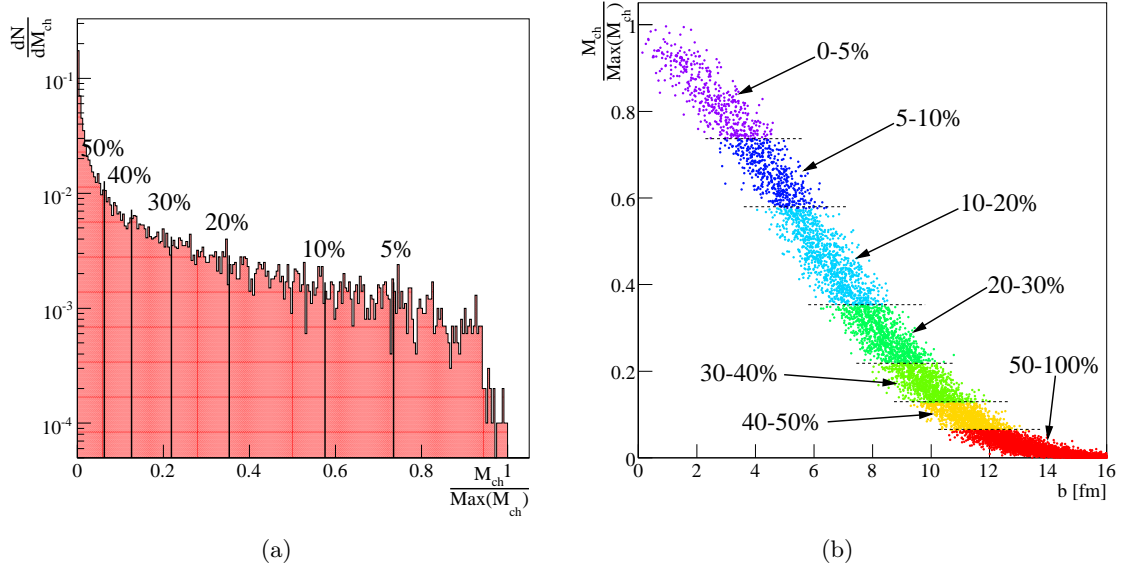 dN
dM_ch
10^-1
10^-2
10^-3
10^-4
50%
40%
30%
20%
10%
5%
0 0.2 0.4 0.6 0.8 1
M_ch
Max(M_ch)
(a)
M_ch
Max(M_ch)
1
0.8
0.6
0.4
0.2
0
0-5%
5-10%
10-20%
20-30%
30-40%
50-100%
40-50%
0 2 4 6 8 10 12 14 16
b [fm]
(b)